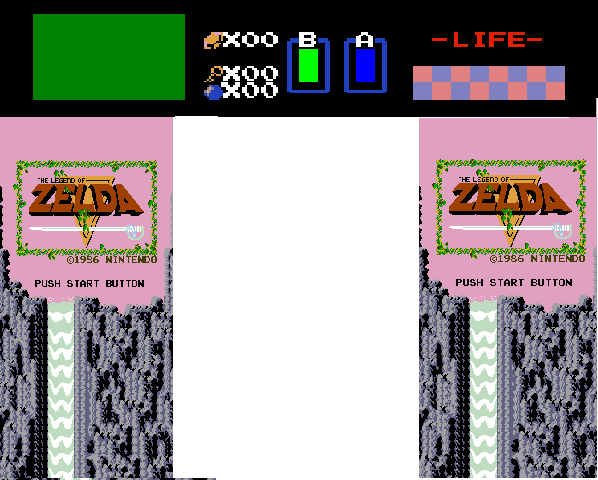 X00
B
A
-LIFE-
X00
X00
THE LEGEND OF
ZELDA
©1986 NINTENDO
PUSH START BUTTON
THE LEGEND OF
ZELDA
©1986 NINTENDO
PUSH START BUTTON